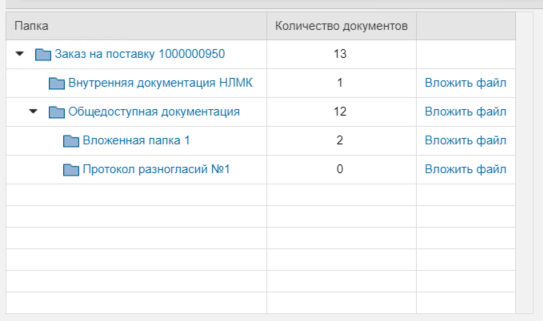 Папка Количество документов
Заказ на поставку 1000000950 13
Внутренняя документация НЛМК 1 Вложить файл
Общедоступная документация 12 Вложить файл
Вложенная папка 1 2 Вложить файл
Протокол разногласий №1 0 Вложить файл